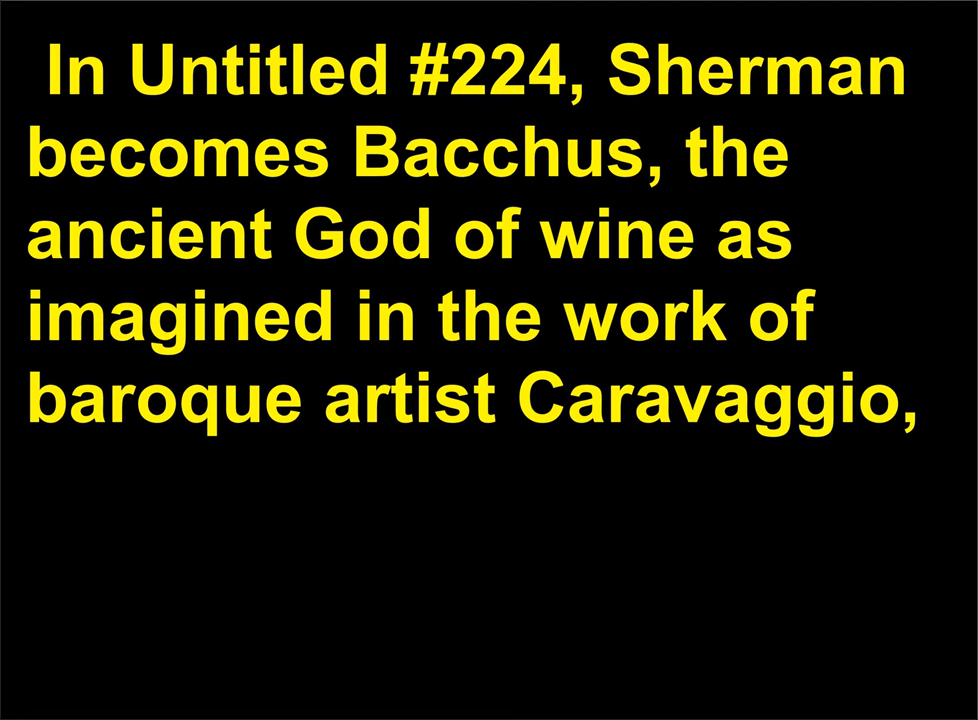 In Untitled #224, Sherman
becomes Bacchus, the
ancient God of wine as
imagined in the work of
baroque artist Caravaggio,